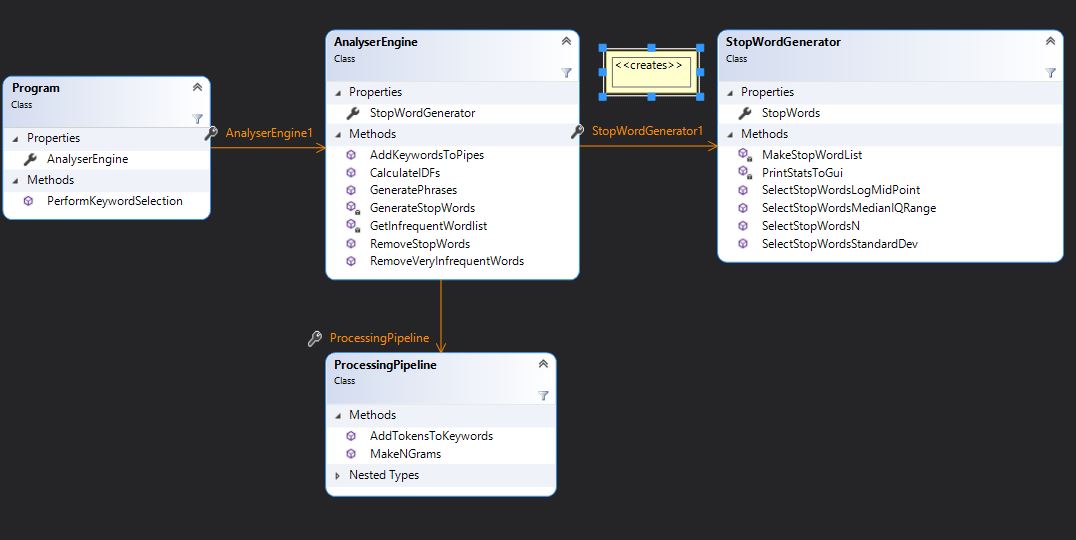 Program
Class
Properties
AnalyserEngine
Methods
PerformKeywordSelection
AnalyserEngine1
AnalyserEngine
Class
Properties
StopWordGenerator
Methods
AddKeywordsToPipes
CalculateIDFs
GeneratePhrases
GenerateStopWords
GetInfrequentWordlist
RemoveStopWords
RemoveVeryInfrequentWords
<<creates>>
StopWordGenerator1
StopWordGenerator
Class
Properties
StopWords
Methods
MakeStopWordList
PrintStatsToGui
SelectStopWordsLogMidPoint
SelectStopWordsMedianIQRange
SelectStopWordsN
SelectStopWordsStandardDev
ProcessingPipeline
ProcessingPipeline
Class
Methods
AddTokensToKeywords
MakeNGrams
Nested Types